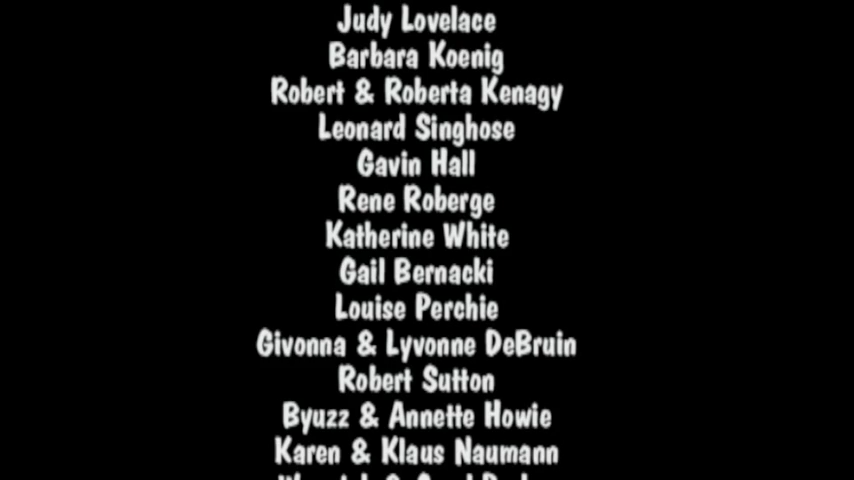 Judy Lovelace
Barbara Koenig
Robert & Roberta Kenagy
Leonard Singhose
Gavin Hall
Rene Roberge
Katherine White
Gail Bernacki
Louise Perchie
Givonna & Lyvonne DeBruin
Robert Sutton
Byuzz & Annette Howie
Karen & Klaus Naumann